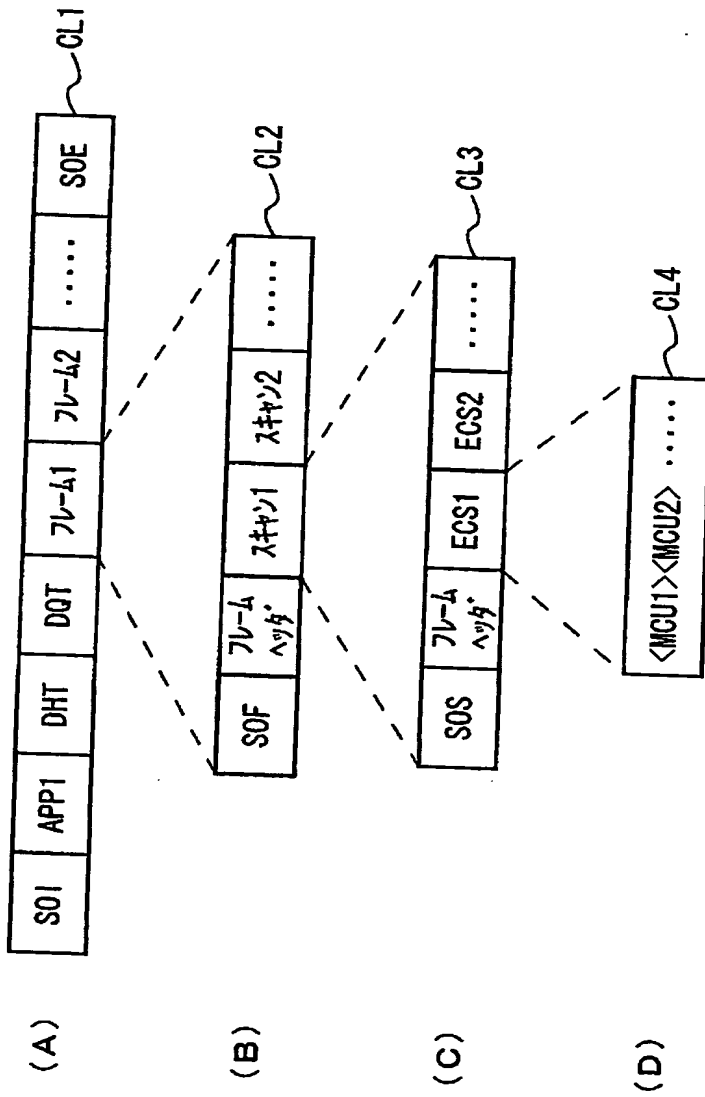 (A)
SOI APP1 DHT DQT フレーム1 フレーム2 ..... SOE
CL1
(B)
SOF フレーム ヘッダ スキャン1 スキャン2 ......
CL2
(C)
SOS フレーム ヘッダ ECS1 ECS2 .....
CL3
(D)
<MCU1><MCU2> ......
CL4